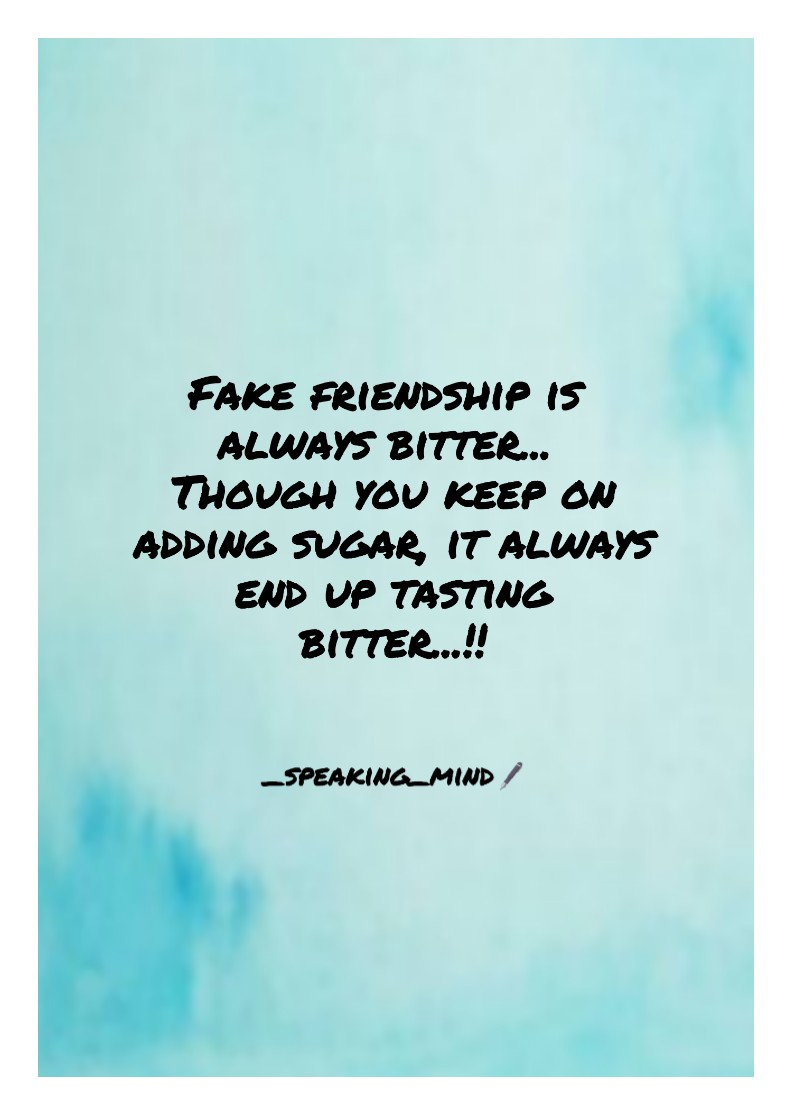 Fake friendship is
always bitter...
Though you keep on
adding sugar, it always
end up tasting
bitter...!!
_speaking_mind